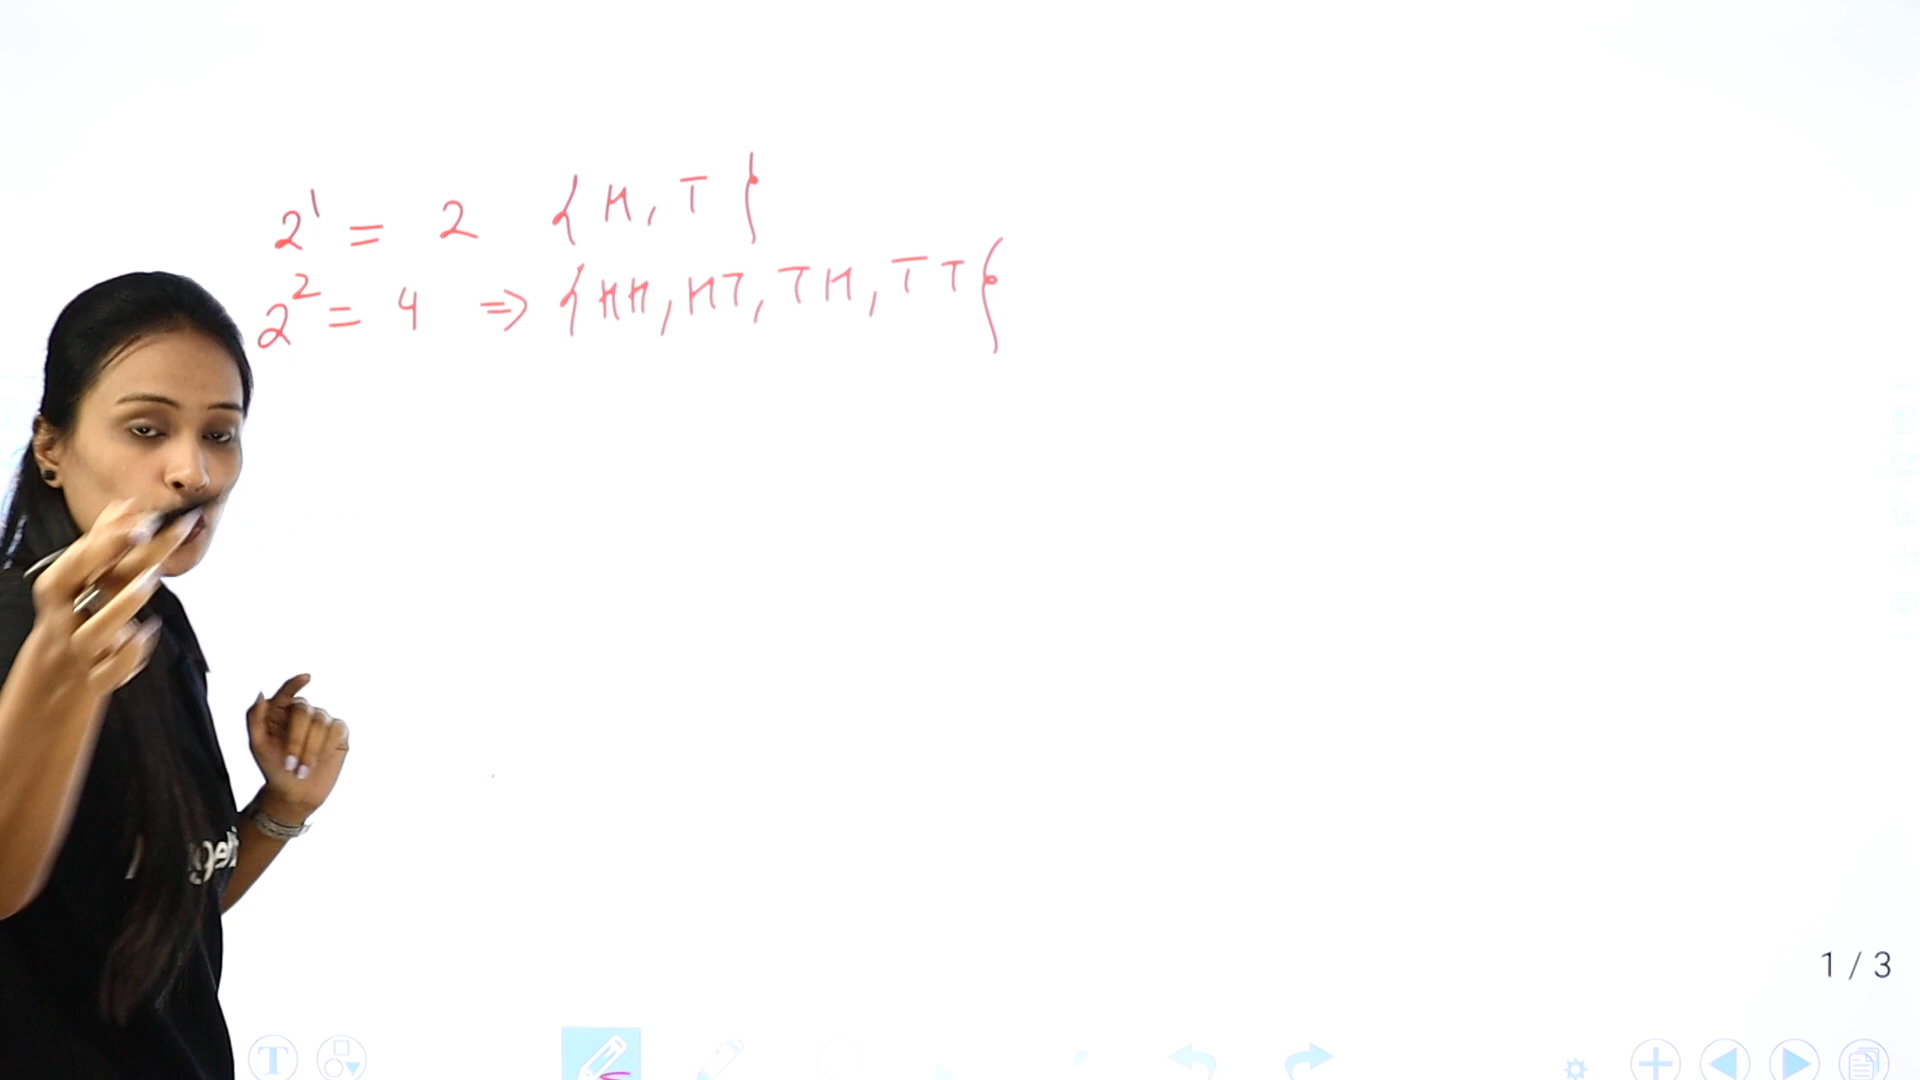 2¹ = 2 {H, T}
2² = 4 ⇒ {HH, HT, TH, TT}
1 / 3
T